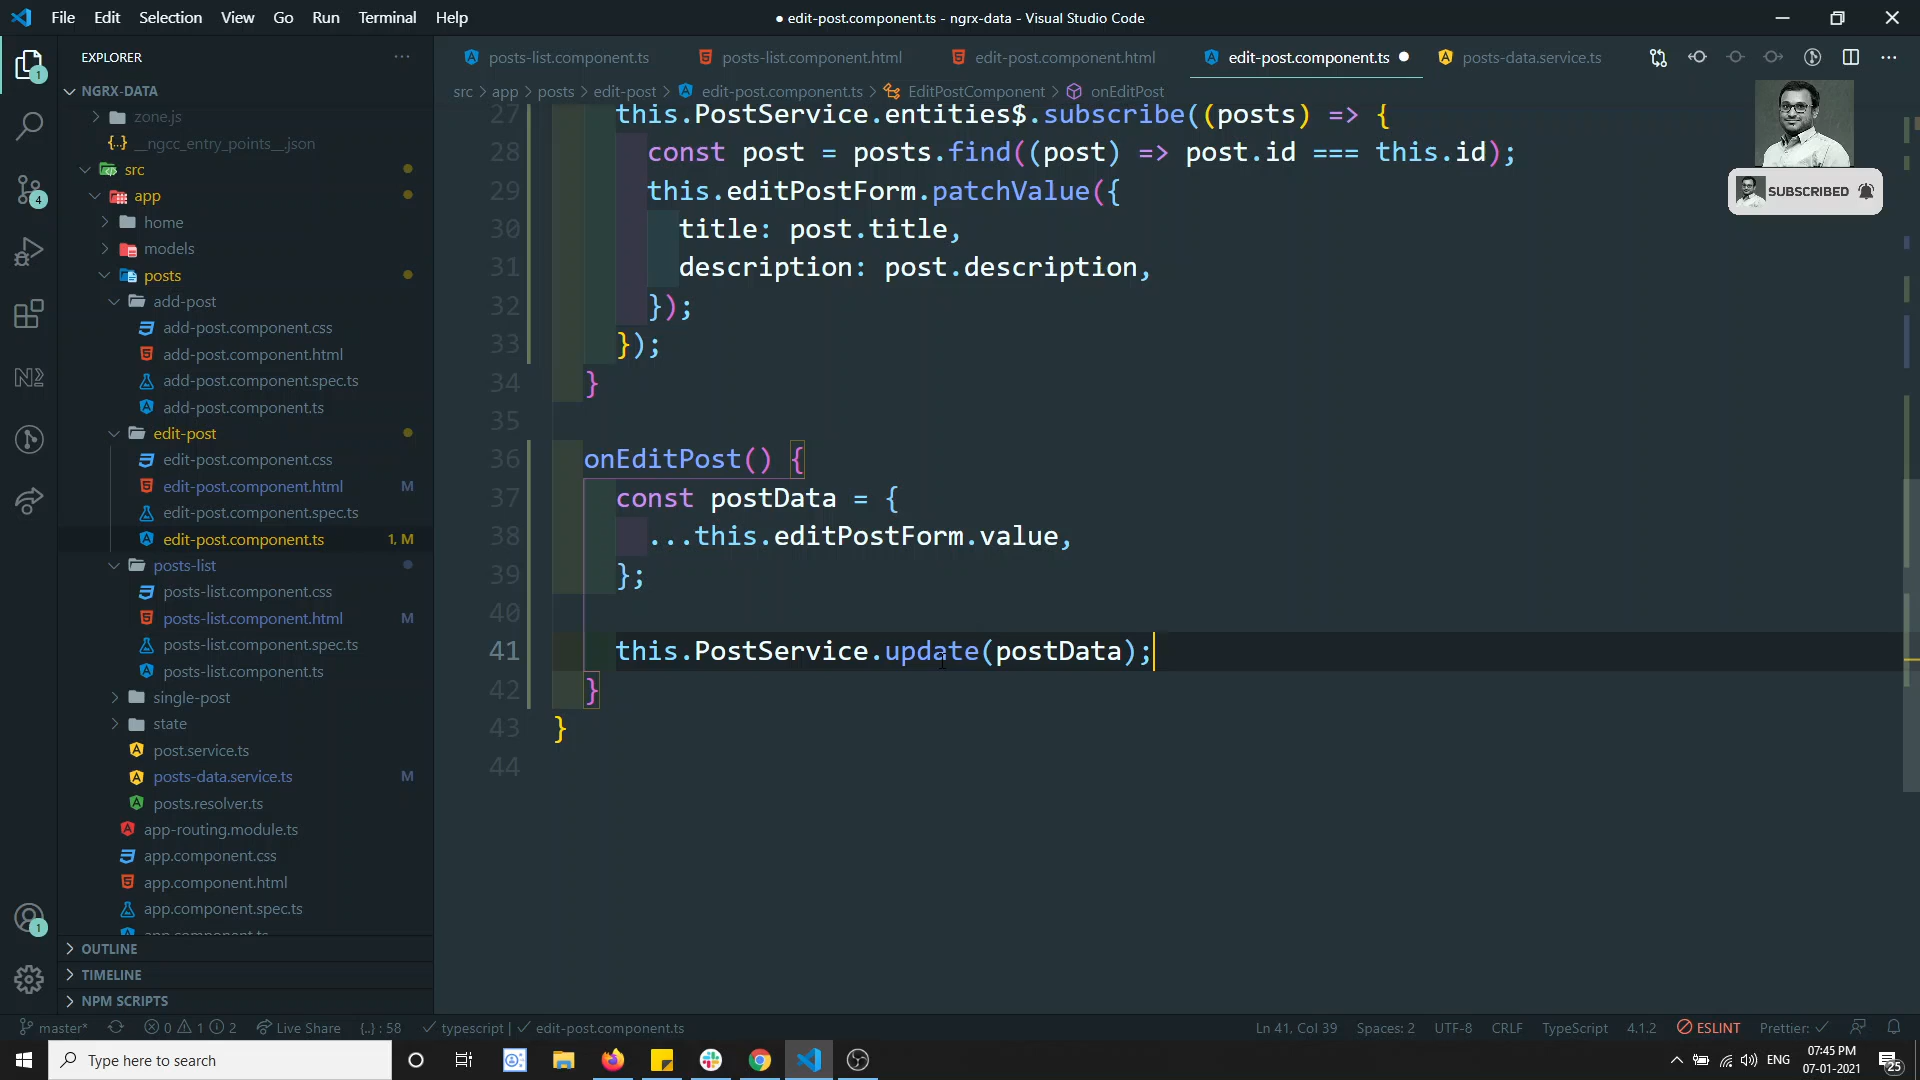 File Edit Selection View Go Run Terminal Help
● edit-post.component.ts - ngrx-data - Visual Studio Code
EXPLORER
posts-list.component.ts
posts-list.component.html
edit-post.component.html
edit-post.component.ts
posts-data.service.ts
src > app > posts > edit-post > edit-post.component.ts > EditPostComponent > onEditPost
NGRX-DATA
zone.js
__ngcc_entry_points__.json
src
app
home
models
posts
add-post
add-post.component.css
add-post.component.html
add-post.component.spec.ts
add-post.component.ts
edit-post
edit-post.component.css
edit-post.component.html M
edit-post.component.spec.ts
edit-post.component.ts 1, M
posts-list
posts-list.component.css
posts-list.component.html M
posts-list.component.spec.ts
posts-list.component.ts
single-post
state
post.service.ts
posts-data.service.ts M
posts.resolver.ts
app-routing.module.ts
app.component.css
app.component.html
app.component.spec.ts
app.component.ts
OUTLINE
TIMELINE
NPM SCRIPTS
1
4
1
27 this.PostService.entities$.subscribe((posts) => {
28 const post = posts.find((post) => post.id === this.id);
29 this.editPostForm.patchValue({
30 title: post.title,
31 description: post.description,
32 });
33 });
34 }
35
36 onEditPost() {
37 const postData = {
38 ...this.editPostForm.value,
39 };
40
41 this.PostService.update(postData);
42 }
43 }
44
SUBSCRIBED
master* 0 1 2 Live Share {..} : 58 typescript | edit-post.component.ts
Ln 41, Col 39 Spaces: 2 UTF-8 CRLF TypeScript 4.1.2 ESLINT Prettier: ✓
Type here to search
ENG
07:45 PM
07-01-2021
25